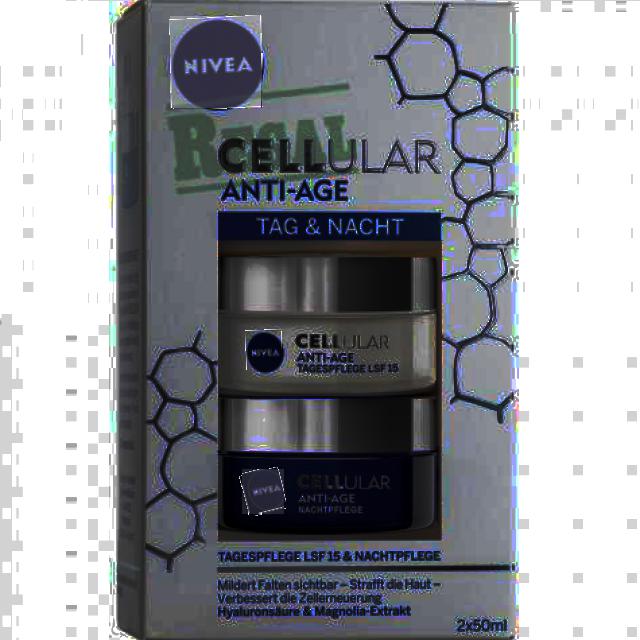 NIVEA
REGAL
CELLULAR
ANTI-AGE
TAG & NACHT
NIVEA
CELLULAR
ANTI-AGE
TAGESPFLEGE LSF 15
NIVEA
CELLULAR
ANTI-AGE
NACHTPFLEGE
TAGESPFLEGE LSF 15 & NACHTPFLEGE
Mildert Falten sichtbar – Strafft die Haut –
Verbessert die Zellerneuerung
Hyaluronsäure & Magnolia-Extrakt
2x50ml